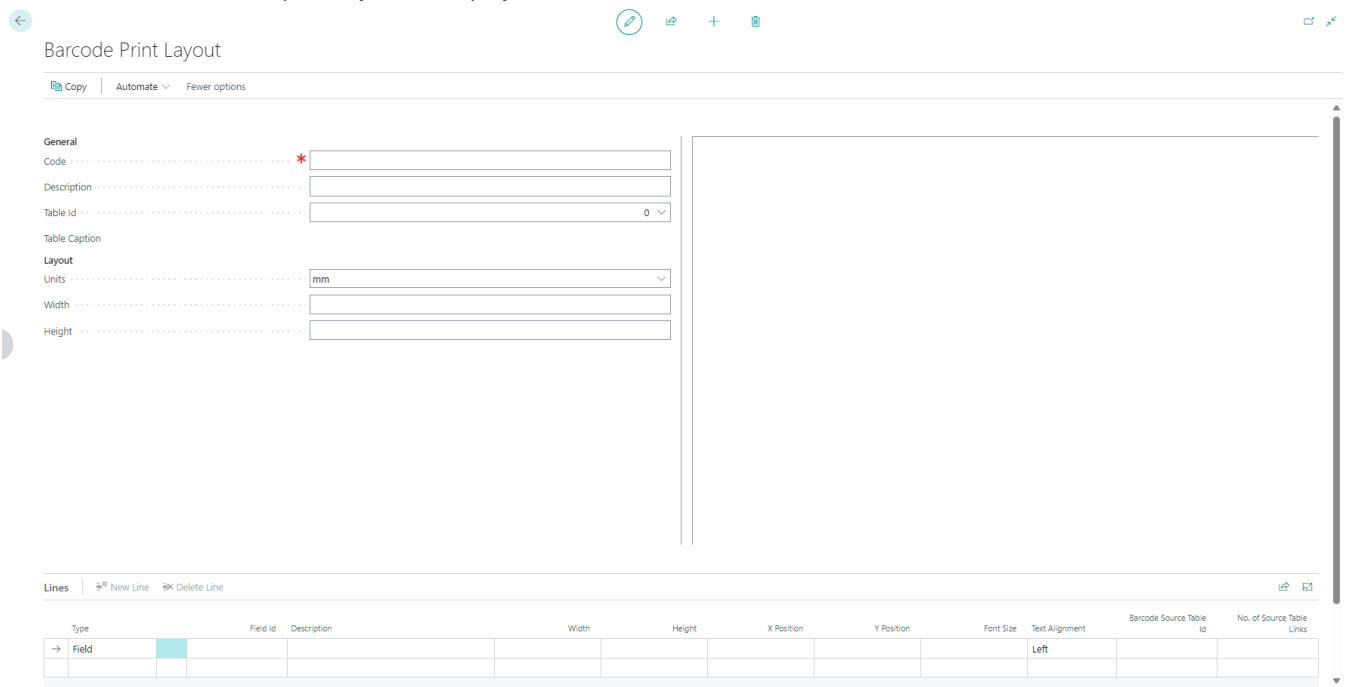 Barcode Print Layout
Copy Automate Fewer options
General
Code *
Description
Table Id 0
Table Caption
Layout
Units mm
Width
Height
Lines New Line Delete Line
Type Field Id Description Width Height X Position Y Position Font Size Text Alignment Barcode Source Table Id No. of Source Table Links
Field Left